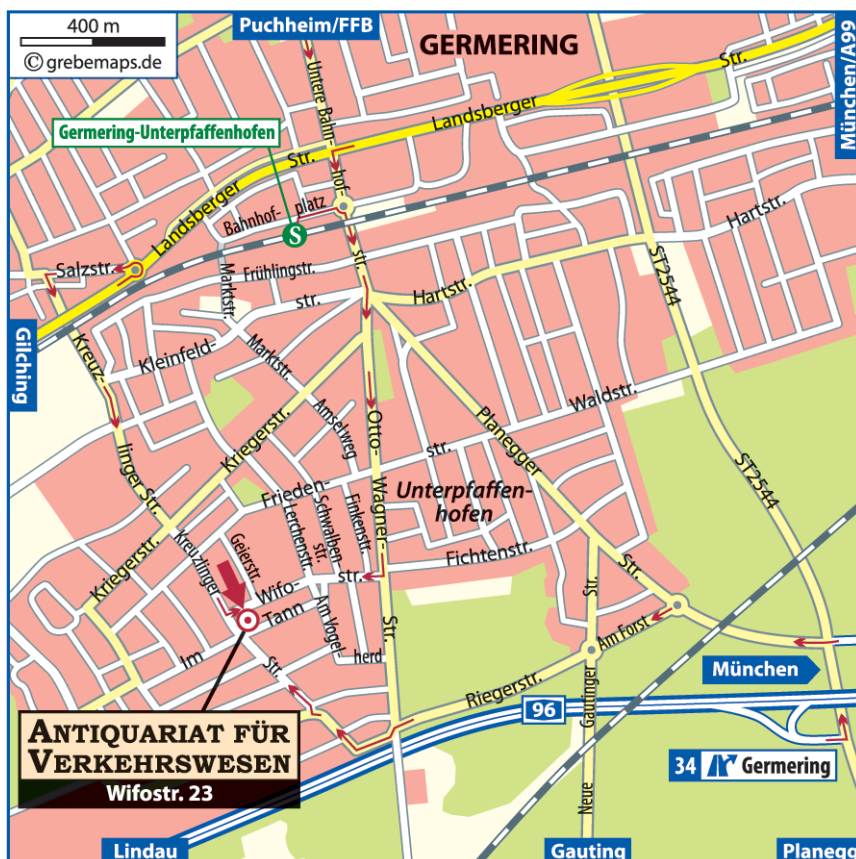 400 m
© grebemaps.de
Puchheim/FFB
GERMERING
München/A99
Untere Bahn-
hof-
str.
Landsberger
Str.
Germering-Unterpfaffenhofen
Landsberger
Str.
Bahnhof-
platz
S
Salzstr.
Marktstr.
Frühlingstr.
Hartstr.
Hartstr.
ST2544
Gilching
Kleinfeld-
str.
Kreuz-
linger Str.
Marktstr.
Amselweg
Kriegerstr.
Otto-
Wagner-
Str.
Planegger
Str.
Waldstr.
Frieden-
str.
Unterpfaffen-
hofen
ST2544
Kriegerstr.
Kreuzlinger
Str.
Geierstr.
Lerchenstr.
Schwalben-
str.
Finkenstr.
Fichtenstr.
Wifo-
str.
Im
Tann
Am Vogel-
herd
Am Forst
Riegerstr.
Neue
Gautinger
Str.
München
96
34
Germering
ANTIQUARIAT FÜR
VERKEHRSWESEN
Wifostr. 23
Lindau
Gauting
Planegg